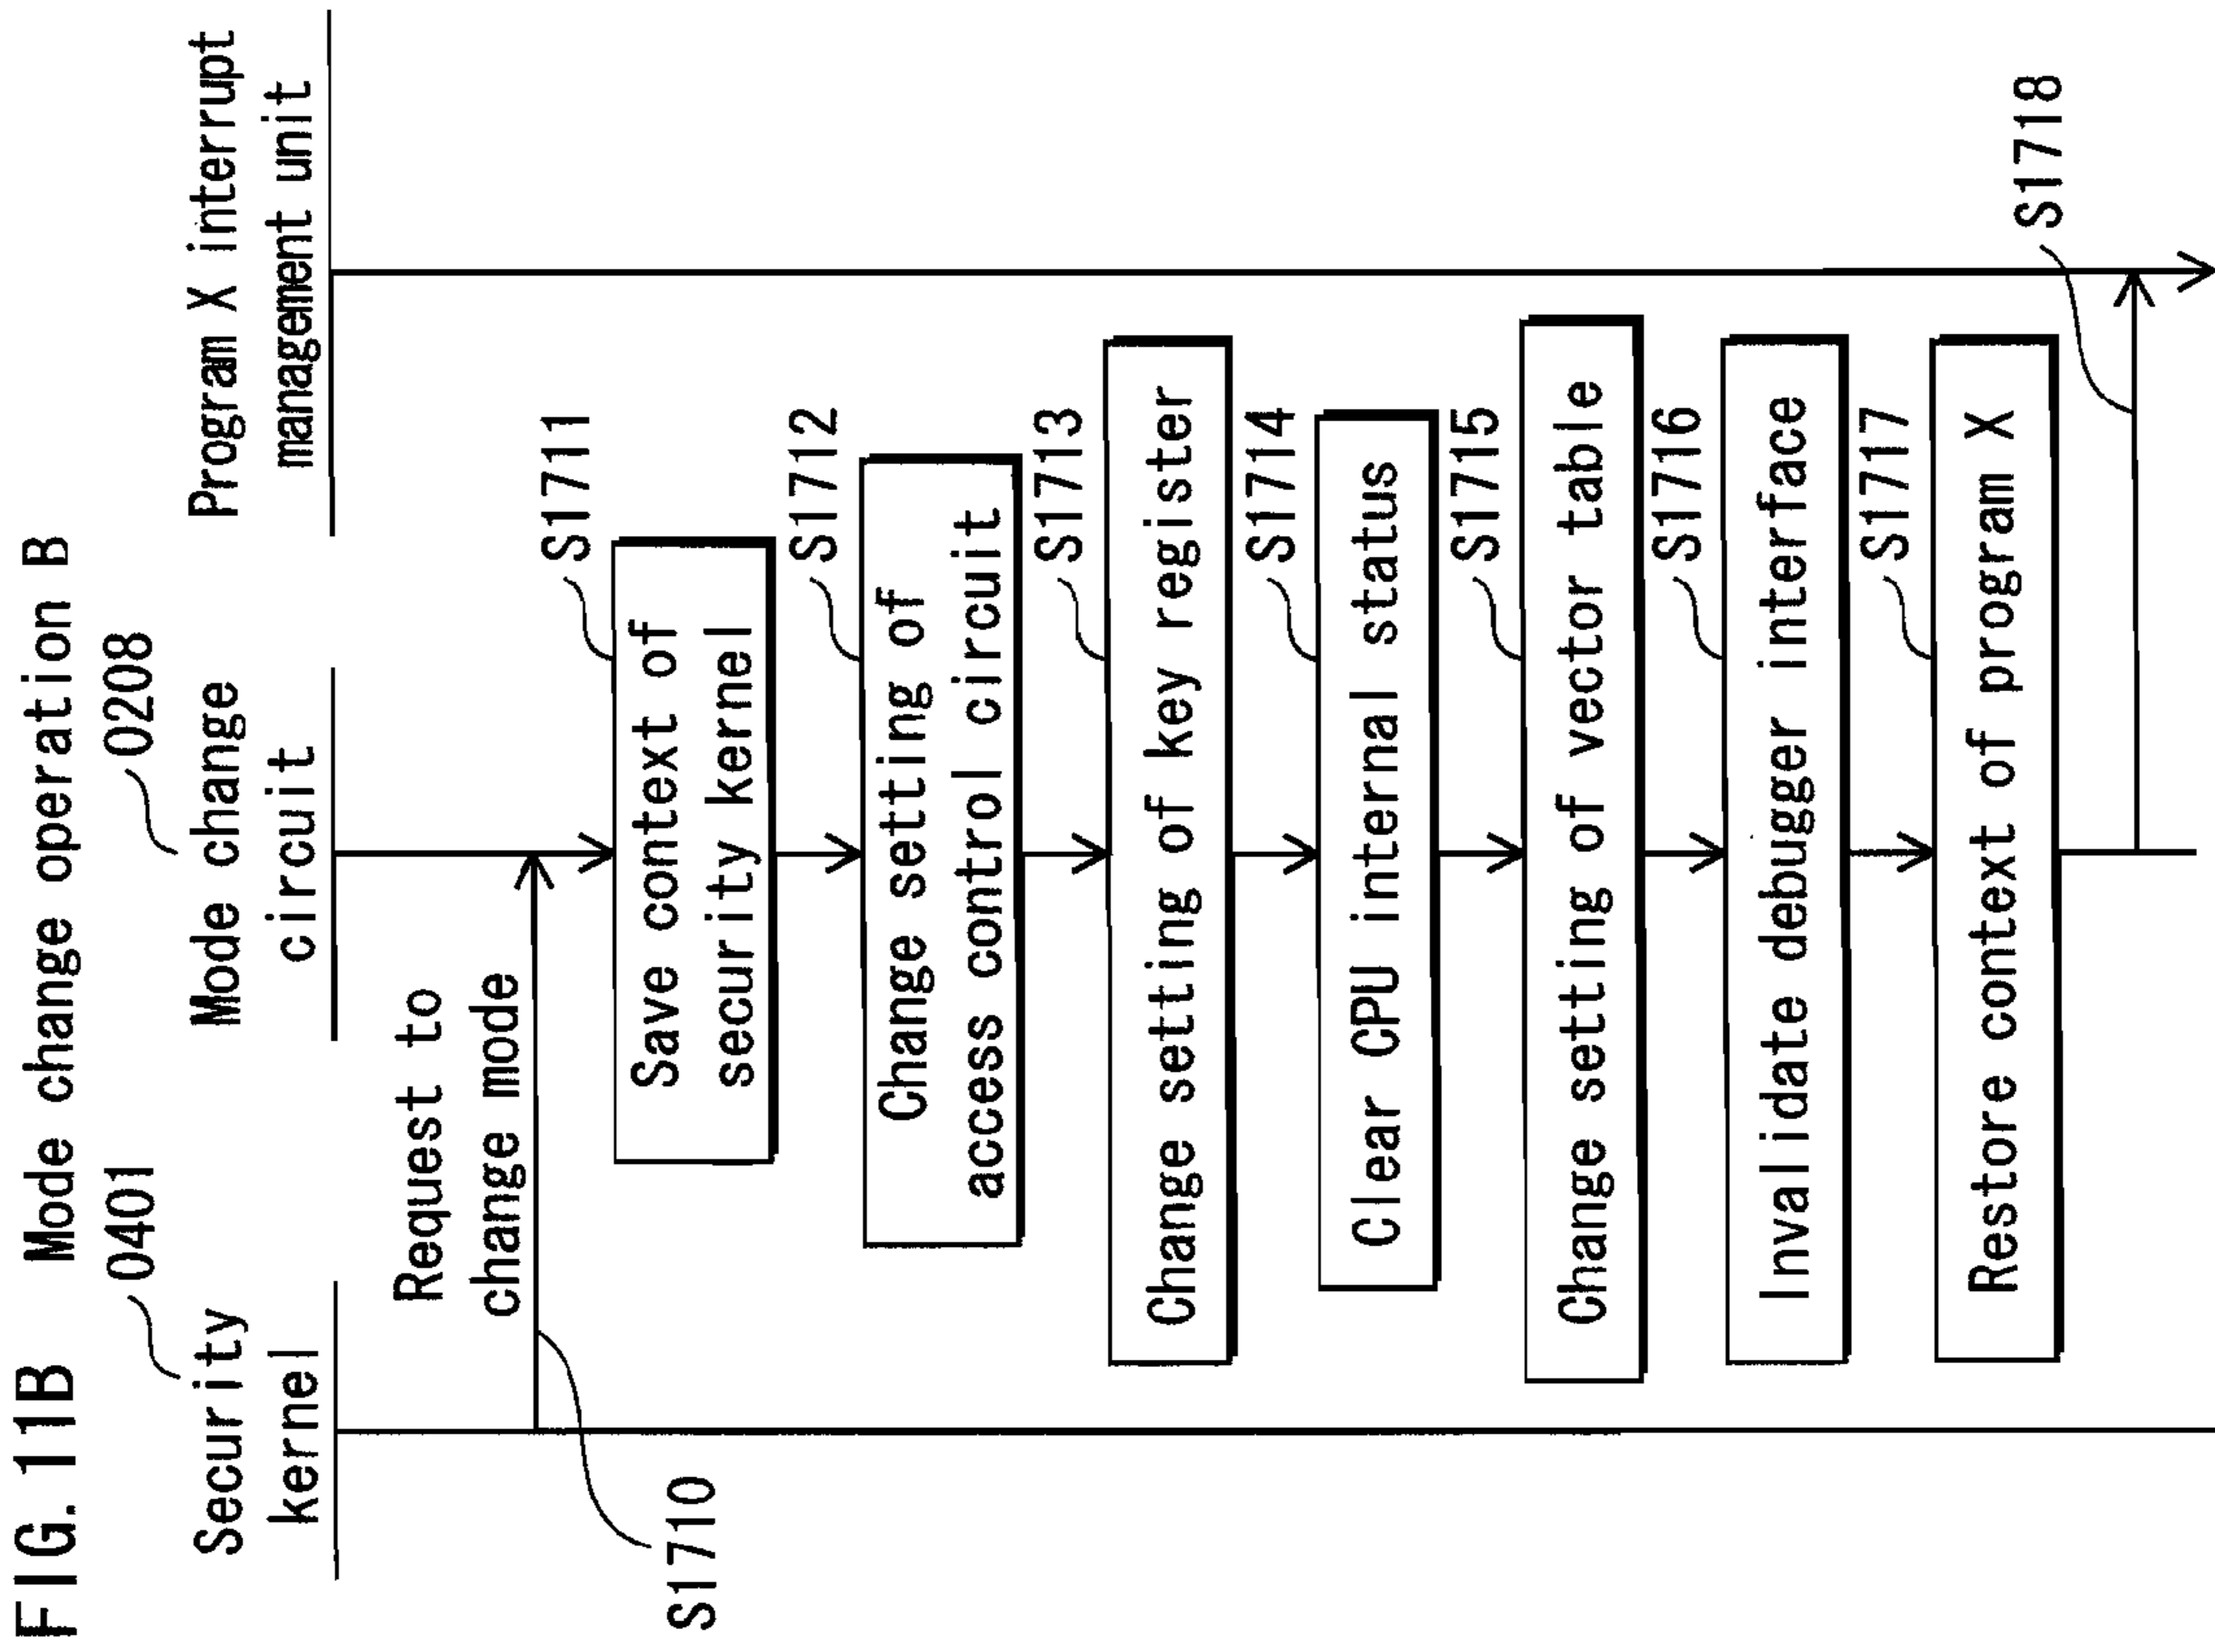 FIG. 11B Mode change operation B
0401
0208
Security
kernel
Mode change
circuit
Program X interrupt
management unit
Request to
change mode
S1710
S1711
Save context of
security kernel
S1712
Change setting of
access control circuit
S1713
Change setting of key register
S1714
Clear CPU internal status
S1715
Change setting of vector table
S1716
Invalidate debugger interface
S1717
Restore context of program X
S1718